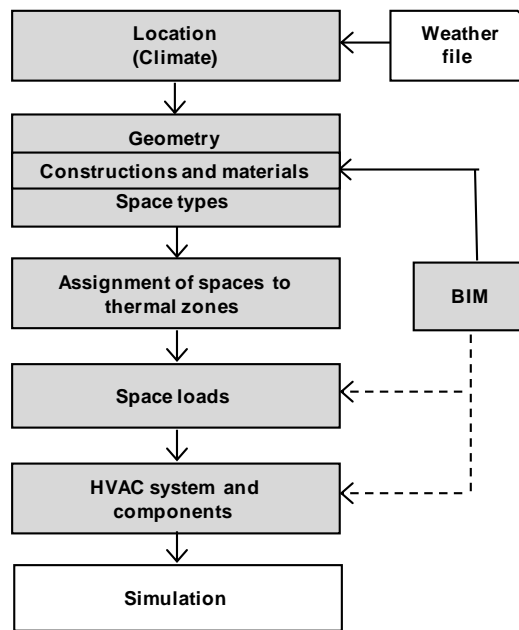 Location
(Climate)
Weather
file
Geometry
Constructions and materials
Space types
Assignment of spaces to
thermal zones
BIM
Space loads
HVAC system and
components
Simulation